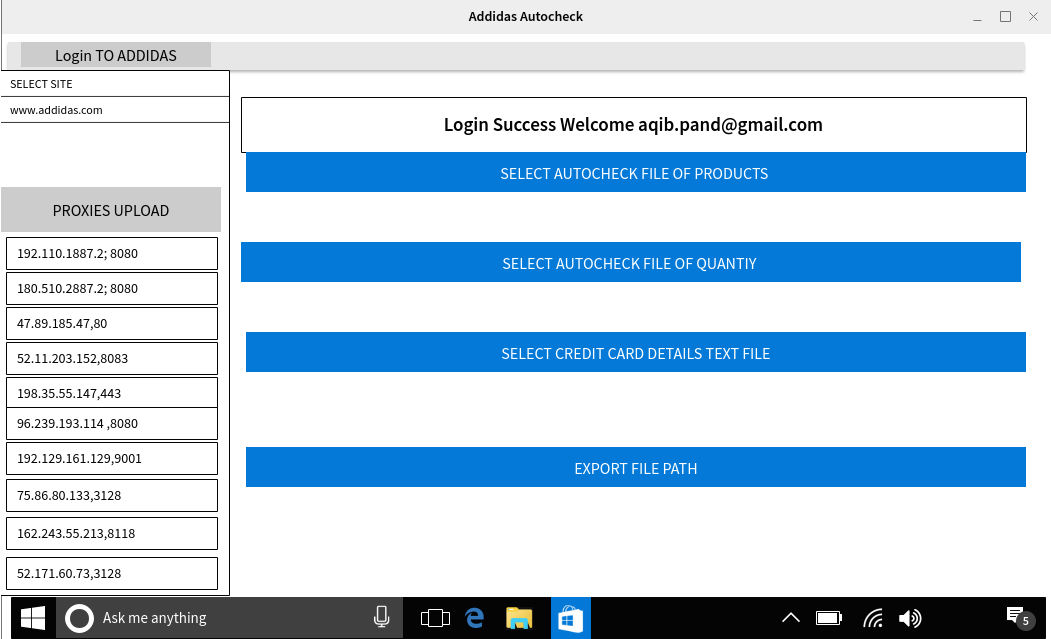 Addidas Autocheck
Login TO ADDIDAS
SELECT SITE
www.addidas.com
Login Success Welcome aqib.pand@gmail.com
SELECT AUTOCHECK FILE OF PRODUCTS
PROXIES UPLOAD
192.110.1887.2; 8080
SELECT AUTOCHECK FILE OF QUANTIY
180.510.2887.2; 8080
47.89.185.47,80
52.11.203.152,8083
SELECT CREDIT CARD DETAILS TEXT FILE
198.35.55.147,443
96.239.193.114 ,8080
192.129.161.129,9001
EXPORT FILE PATH
75.86.80.133,3128
162.243.55.213,8118
52.171.60.73,3128
Ask me anything
5